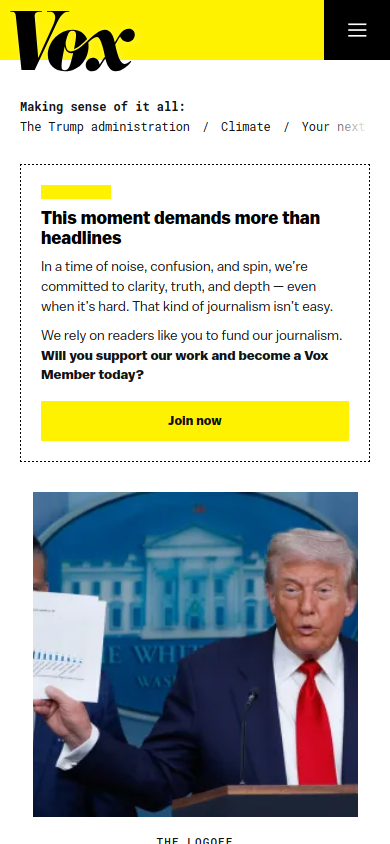 Vox
Making sense of it all:
The Trump administration / Climate / Your next
This moment demands more than
headlines
In a time of noise, confusion, and spin, we're
committed to clarity, truth, and depth — even
when it's hard. That kind of journalism isn't easy.
We rely on readers like you to fund our journalism.
Will you support our work and become a Vox
Member today?
Join now
THE WHI
WAS
THE LOGOFF